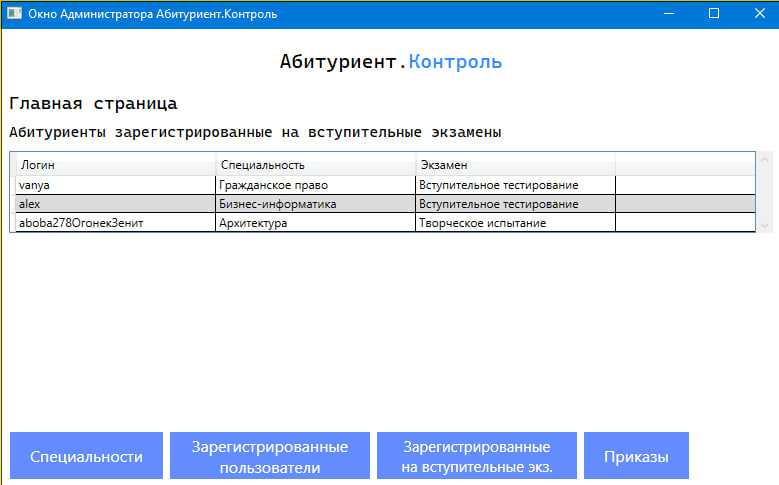 Окно Администратора Абитуриент.Контроль
Абитуриент.Контроль
Главная страница
Абитуриенты зарегистрированные на вступительные экзамены
Логин Специальность Экзамен
vanya Гражданское право Вступительное тестирование
alex Бизнес-информатика Вступительное тестирование
aboba278ОгонекЗенит Архитектура Творческое испытание
Специальности
Зарегистрированные
пользователи
Зарегистрированные
на вступительные экз.
Приказы